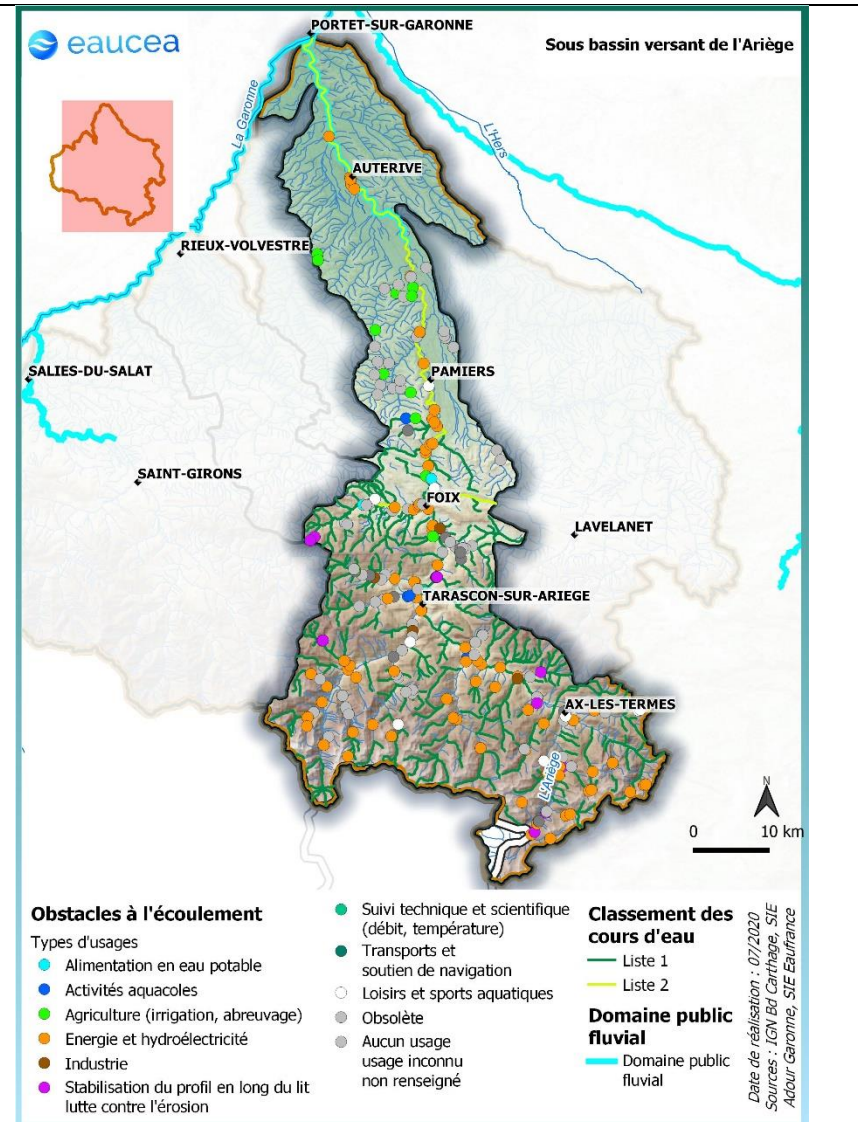 eaucea
Sous bassin versant de l'Ariège
PORTET-SUR-GARONNE
La Garonne
L'Hers
AUTERIVE
RIEUX-VOLVESTRE
SALIES-DU-SALAT
PAMIERS
SAINT-GIRONS
FOIX
LAVELANET
TARASCON-SUR-ARIEGE
AX-LES-TERMES
L'Ariège
N
0 10 km
Obstacles à l'écoulement
Types d'usages
Alimentation en eau potable
Activités aquacoles
Agriculture (irrigation, abreuvage)
Energie et hydroélectricité
Industrie
Stabilisation du profil en long du lit
lutte contre l'érosion
Suivi technique et scientifique
(débit, température)
Transports et
soutien de navigation
Loisirs et sports aquatiques
Obsolète
Aucun usage
usage inconnu
non renseigné
Classement des
cours d'eau
Liste 1
Liste 2
Domaine public
fluvial
Domaine public
fluvial
Date de réalisation : 07/2020
Sources : IGN Bd Carthage, SIE
Adour Garonne, SIE Eaufrance